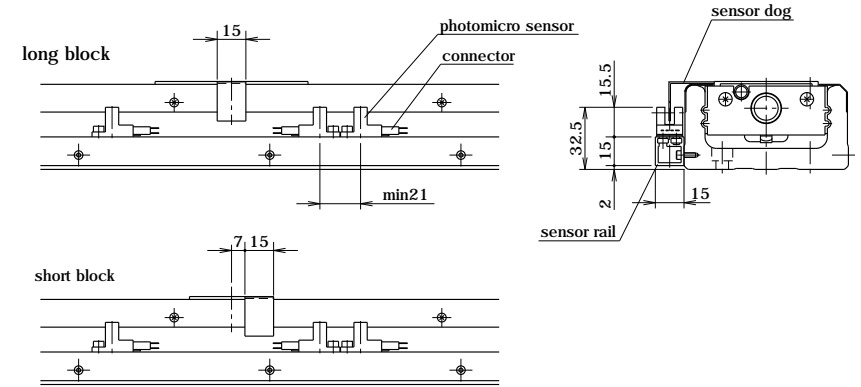 15
photomicro sensor
connector
long block
min21
sensor dog
15.5
32.5
15
2
15
sensor rail
7 15
short block